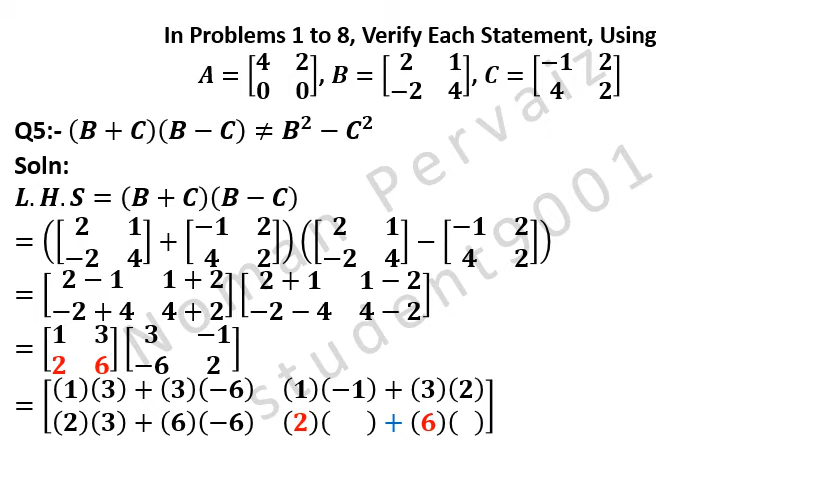 In Problems 1 to 8, Verify Each Statement, Using
A = [4 2; 0 0], B = [2 1; −2 4], C = [−1 2; 4 2]
Q5:- (B + C)(B − C) ≠ B² − C²
Soln:
L.H.S = (B + C)(B − C)
= ([2 1; −2 4] + [−1 2; 4 2])([2 1; −2 4] − [−1 2; 4 2])
= [2 − 1 1 + 2; −2 + 4 4 + 2][2 + 1 1 − 2; −2 − 4 4 − 2]
= [1 3; 2 6][3 −1; −6 2]
= [(1)(3) + (3)(−6) (1)(−1) + (3)(2); (2)(3) + (6)(−6) (2)( ) + (6)( )]
Noman Pervaiz
student9001